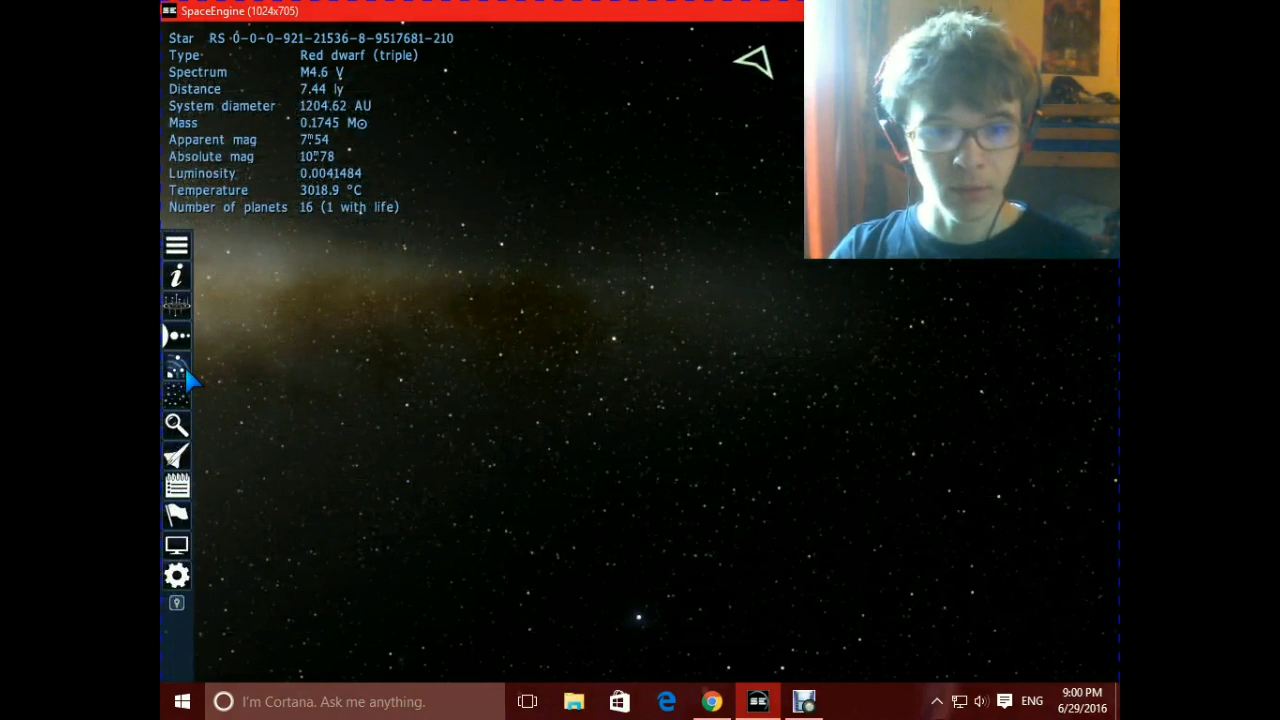 SpaceEngine (1024x705)
Star RS 0-0-0-921-21536-8-9517681-210
Type Red dwarf (triple)
Spectrum M4.6 V
Distance 7.44 ly
System diameter 1204.62 AU
Mass 0.1745 M☉
Apparent mag 7ᵐ54
Absolute mag 10ᵐ78
Luminosity 0.0041484
Temperature 3018.9 °C
Number of planets 16 (1 with life)
I'm Cortana. Ask me anything.
ENG
9:00 PM
6/29/2016